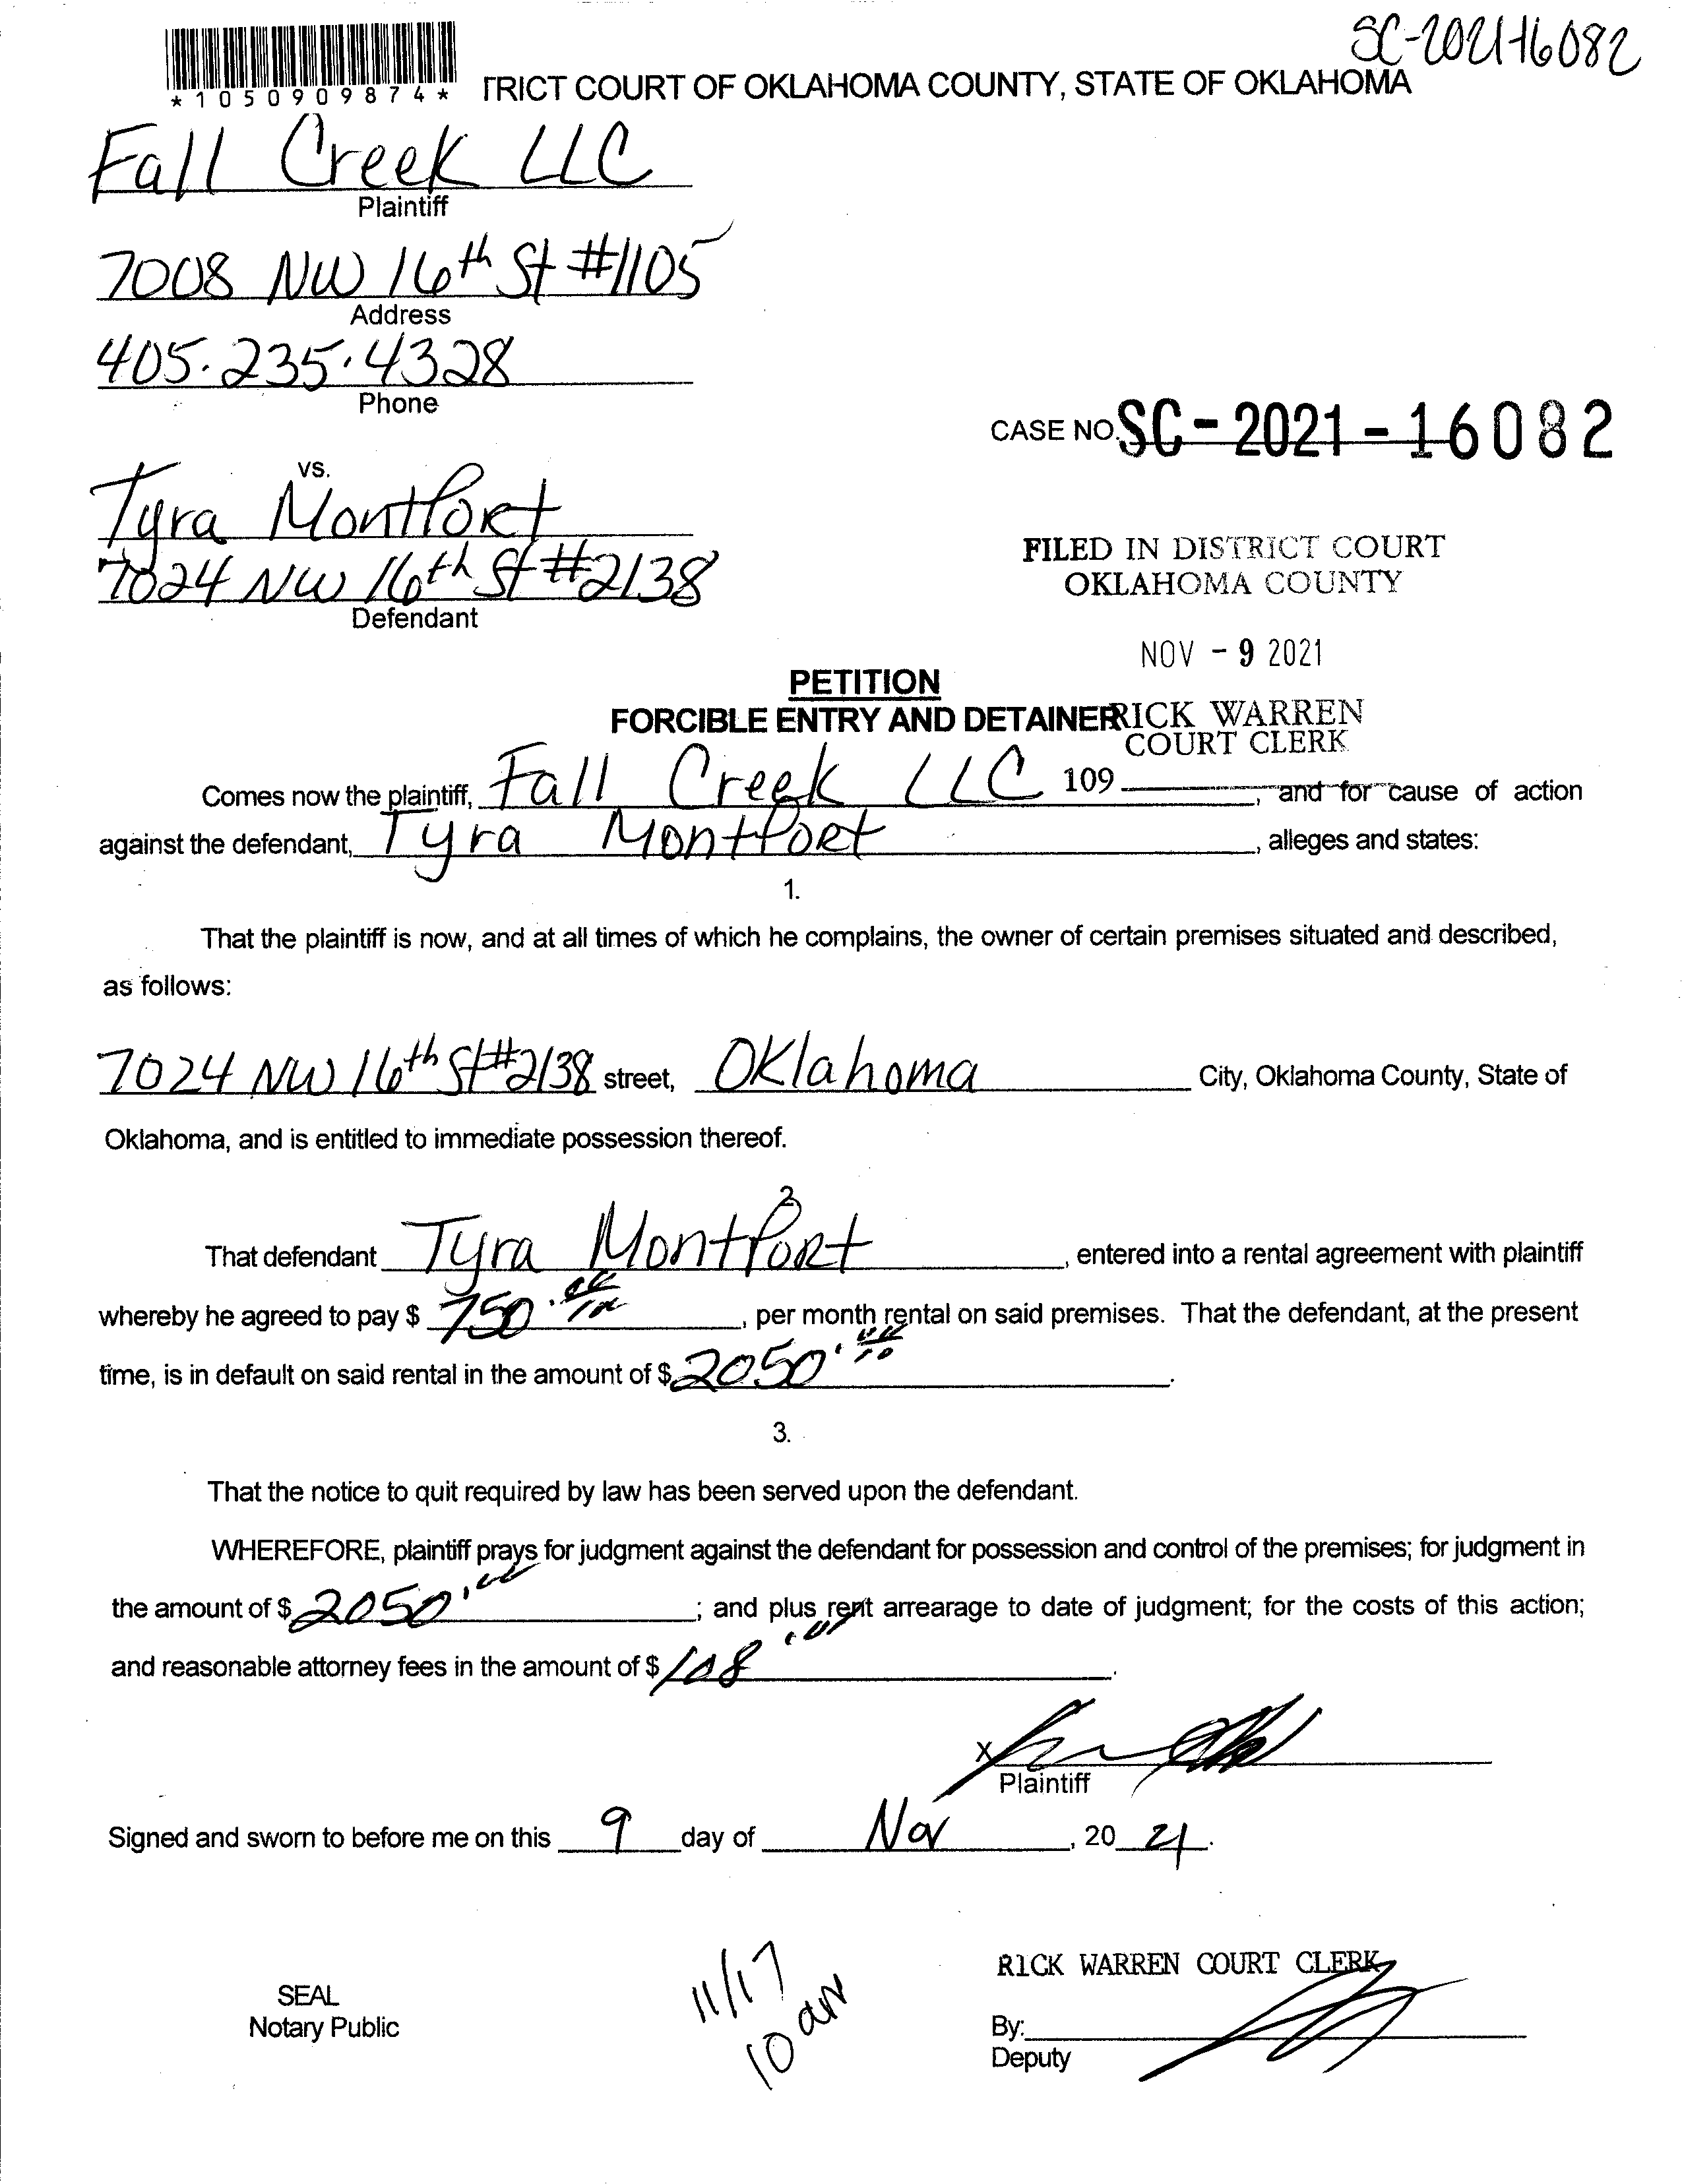 SC-2021-16082
*1050909874* TRICT COURT OF OKLAHOMA COUNTY, STATE OF OKLAHOMA
Fall Creek LLC
Plaintiff
7008 NW 16th St #1105
Address
405.235.4328
Phone
CASE NO. SC-2021-16082
vs.
Tyra Montfort
7024 NW 16th St #2138
Defendant
FILED IN DISTRICT COURT
OKLAHOMA COUNTY
NOV - 9 2021
PETITION
FORCIBLE ENTRY AND DETAINER
RICK WARREN
COURT CLERK
109
Comes now the plaintiff, Fall Creek LLC, and for cause of action
against the defendant, Tyra Montfort, alleges and states:
1.
That the plaintiff is now, and at all times of which he complains, the owner of certain premises situated and described,
as follows:
7024 NW 16th St #2138 street, Oklahoma City, Oklahoma County, State of
Oklahoma, and is entitled to immediate possession thereof.
2
That defendant Tyra Montfort, entered into a rental agreement with plaintiff
whereby he agreed to pay $ 750, per month rental on said premises. That the defendant, at the present
time, is in default on said rental in the amount of $ 2050.
3.
That the notice to quit required by law has been served upon the defendant.
WHEREFORE, plaintiff prays for judgment against the defendant for possession and control of the premises; for judgment in
the amount of $ 2050; and plus rent arrearage to date of judgment; for the costs of this action;
and reasonable attorney fees in the amount of $ 108.
X
Plaintiff
Signed and sworn to before me on this 9 day of Nov, 20 21.
SEAL
Notary Public
11/17
10 am
RICK WARREN COURT CLERK
By:
Deputy